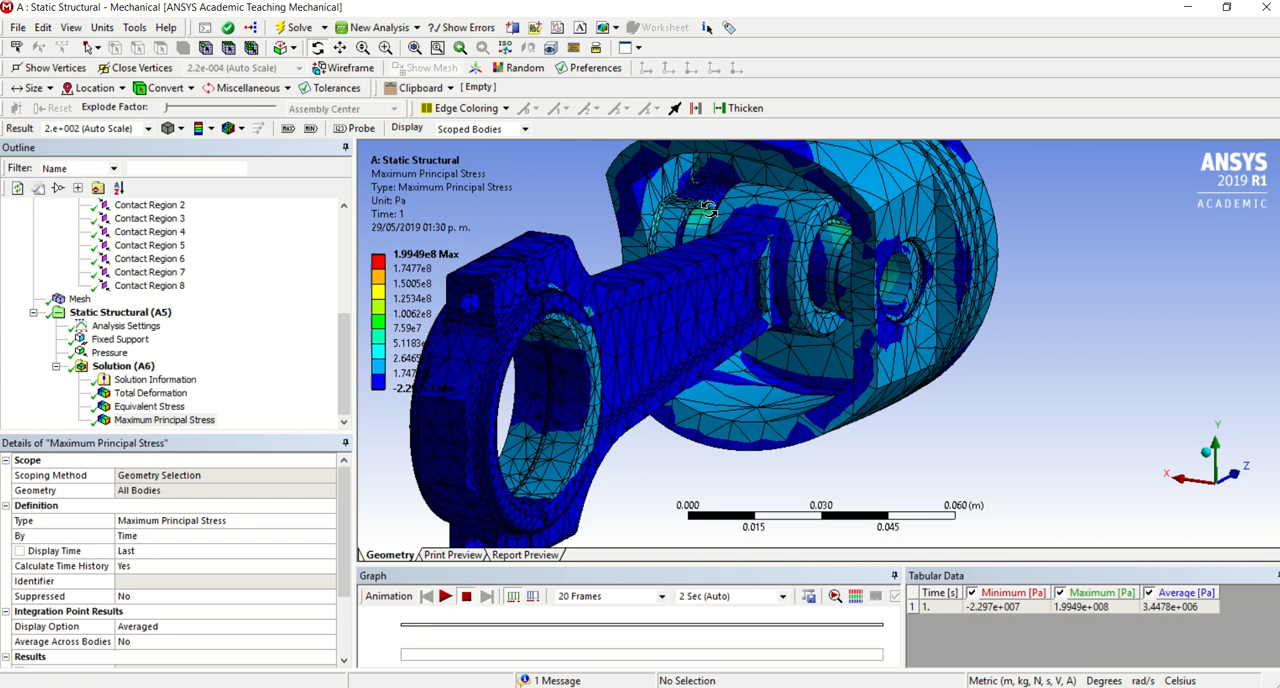 A : Static Structural - Mechanical [ANSYS Academic Teaching Mechanical]
File Edit View Units Tools Help Solve New Analysis ?/ Show Errors Worksheet
Show Vertices Close Vertices 2.2e-004 (Auto Scale) Wireframe Show Mesh Random Preferences
Size Location Convert Miscellaneous Tolerances Clipboard [ Empty ]
Reset Explode Factor: Assembly Center Edge Coloring Thicken
Result 2.e+002 (Auto Scale) MAX MIN Probe Display Scoped Bodies
Outline
Filter: Name
Contact Region 2
Contact Region 3
Contact Region 4
Contact Region 5
Contact Region 6
Contact Region 7
Contact Region 8
Mesh
Static Structural (A5)
Analysis Settings
Fixed Support
Pressure
Solution (A6)
Solution Information
Total Deformation
Equivalent Stress
Maximum Principal Stress
Details of "Maximum Principal Stress"
Scope
Scoping Method Geometry Selection
Geometry All Bodies
Definition
Type Maximum Principal Stress
By Time
Display Time Last
Calculate Time History Yes
Identifier
Suppressed No
Integration Point Results
Display Option Averaged
Average Across Bodies No
Results
A: Static Structural
Maximum Principal Stress
Type: Maximum Principal Stress
Unit: Pa
Time: 1
29/05/2019 01:30 p. m.
1.9949e8 Max
1.7477e8
1.5005e8
1.2534e8
1.0062e8
7.59e7
5.1183
2.6465
1.747
-2.29
ANSYS
2019 R1
ACADEMIC
Y
X Z
0.000 0.030 0.060 (m)
0.015 0.045
Geometry Print Preview Report Preview
Graph
Animation 20 Frames 2 Sec (Auto)
Tabular Data
Time [s] Minimum [Pa] Maximum [Pa] Average [Pa]
1 1. -2.297e+007 1.9949e+008 3.4478e+006
1 Message No Selection Metric (m, kg, N, s, V, A) Degrees rad/s Celsius